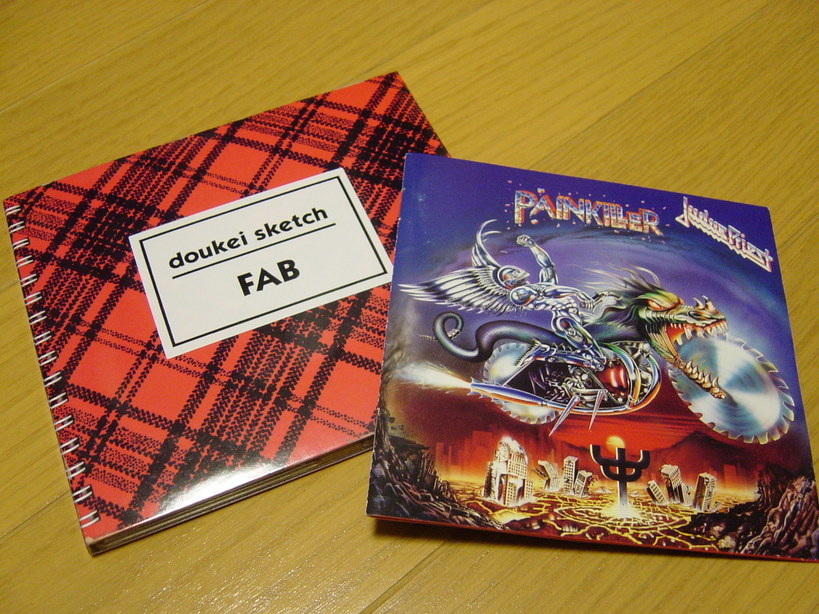 doukei sketch
FAB
PAINKILLER
Judas Priest